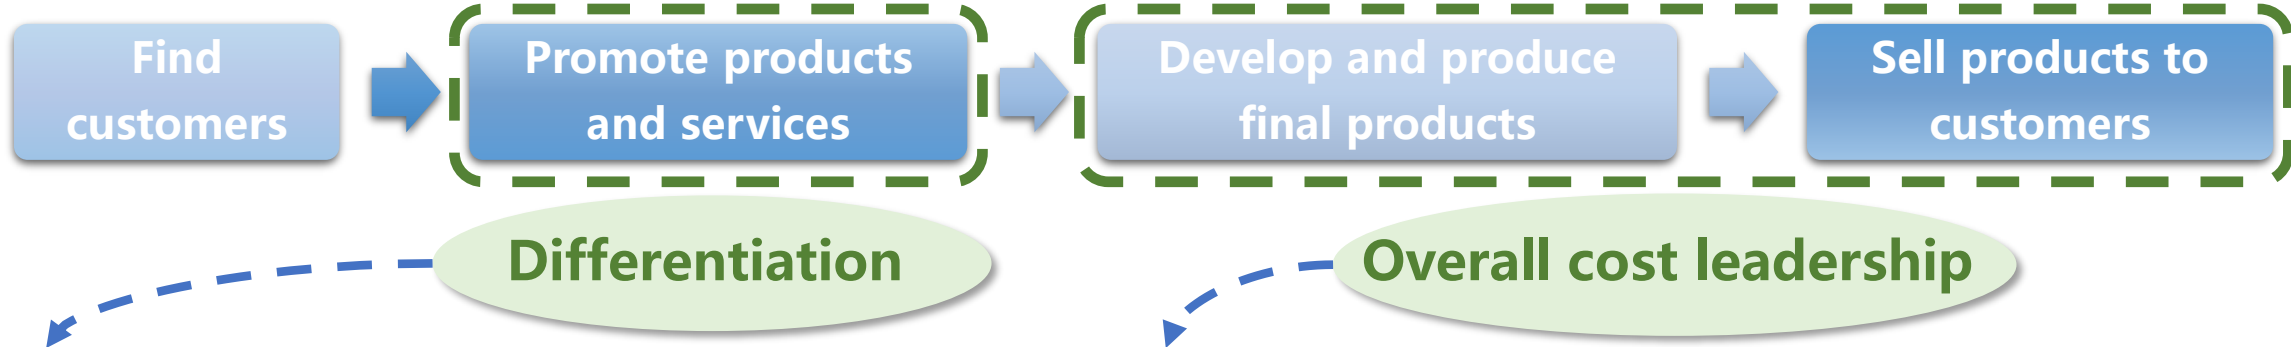 Find
customers
Promote products
and services
Develop and produce
final products
Sell products to
customers
Differentiation
Overall cost leadership